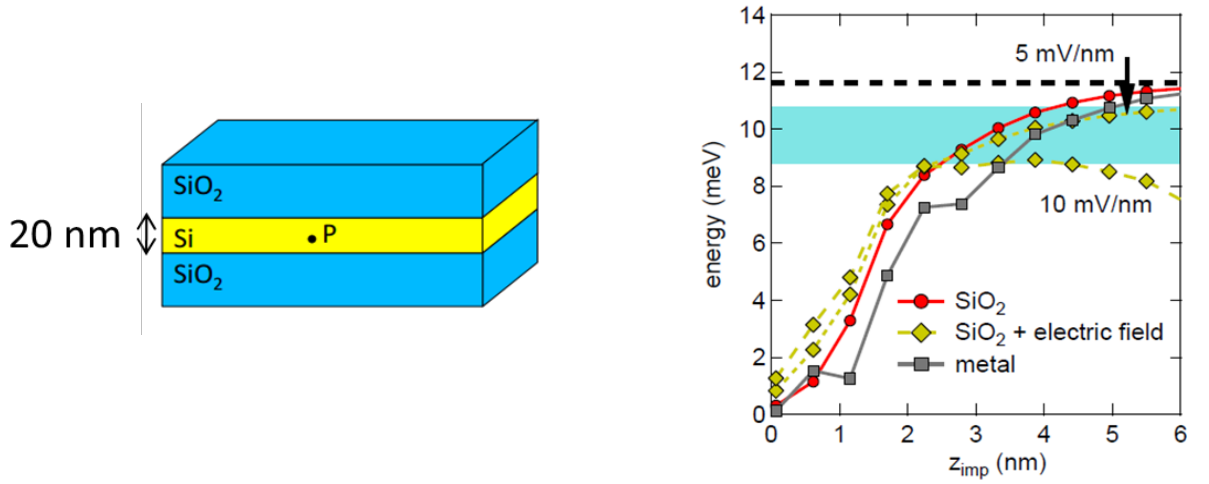 SiO₂
20 nm
Si
P
SiO₂
14
12
10
8
6
4
2
0
energy (meV)
5 mV/nm
10 mV/nm
SiO₂
SiO₂ + electric field
metal
0 1 2 3 4 5 6
z_imp (nm)